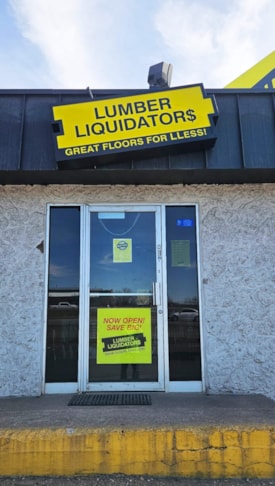 LUMBER
LIQUIDATOR$
GREAT FLOORS FOR LLESS!
NOW OPEN!
SAVE BIG!
LUMBER
LIQUIDATOR$